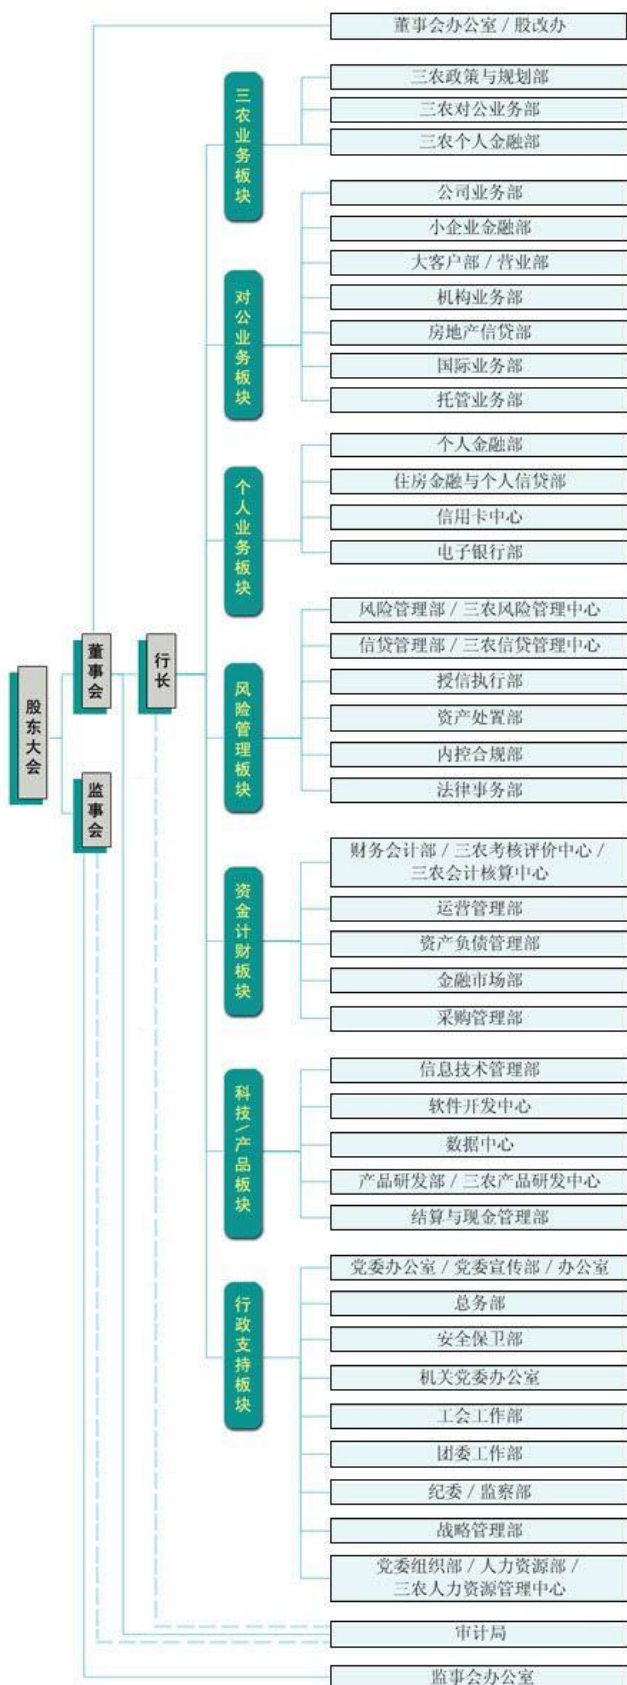 股东大会
董事会
监事会
行长
董事会办公室 / 股改办
三农业务板块
三农政策与规划部
三农对公业务部
三农个人金融部
对公业务板块
公司业务部
小企业金融部
大客户部 / 营业部
机构业务部
房地产信贷部
国际业务部
托管业务部
个人业务板块
个人金融部
住房金融与个人信贷部
信用卡中心
电子银行部
风险管理板块
风险管理部 / 三农风险管理中心
信贷管理部 / 三农信贷管理中心
授信执行部
资产处置部
内控合规部
法律事务部
资金计财板块
财务会计部 / 三农考核评价中心 /
三农会计核算中心
运营管理部
资产负债管理部
金融市场部
采购管理部
科技/产品板块
信息技术管理部
软件开发中心
数据中心
产品研发部 / 三农产品研发中心
结算与现金管理部
行政支持板块
党委办公室 / 党委宣传部 / 办公室
总务部
安全保卫部
机关党委办公室
工会工作部
团委工作部
纪委 / 监察部
战略管理部
党委组织部 / 人力资源部 /
三农人力资源管理中心
审计局
监事会办公室